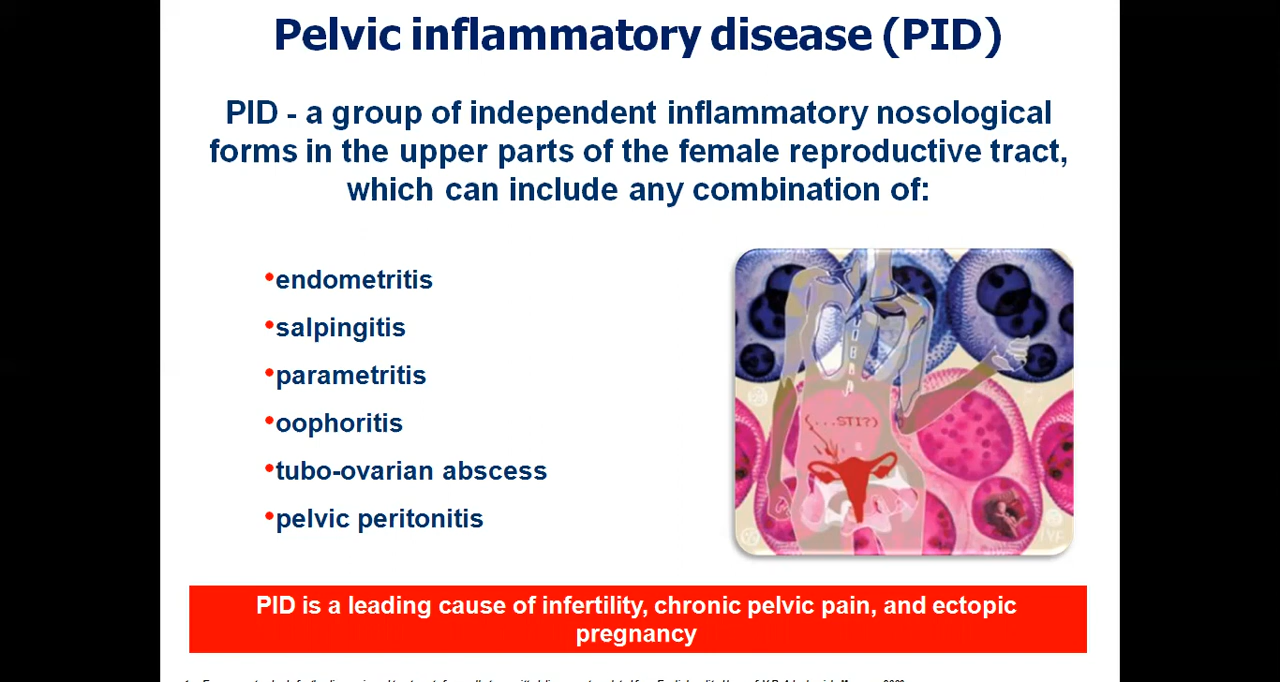 Pelvic inflammatory disease (PID)
PID - a group of independent inflammatory nosological
forms in the upper parts of the female reproductive tract,
which can include any combination of:
•endometritis
•salpingitis
•parametritis
•oophoritis
•tubo-ovarian abscess
•pelvic peritonitis
(...STI?)
PID is a leading cause of infertility, chronic pelvic pain, and ectopic
pregnancy